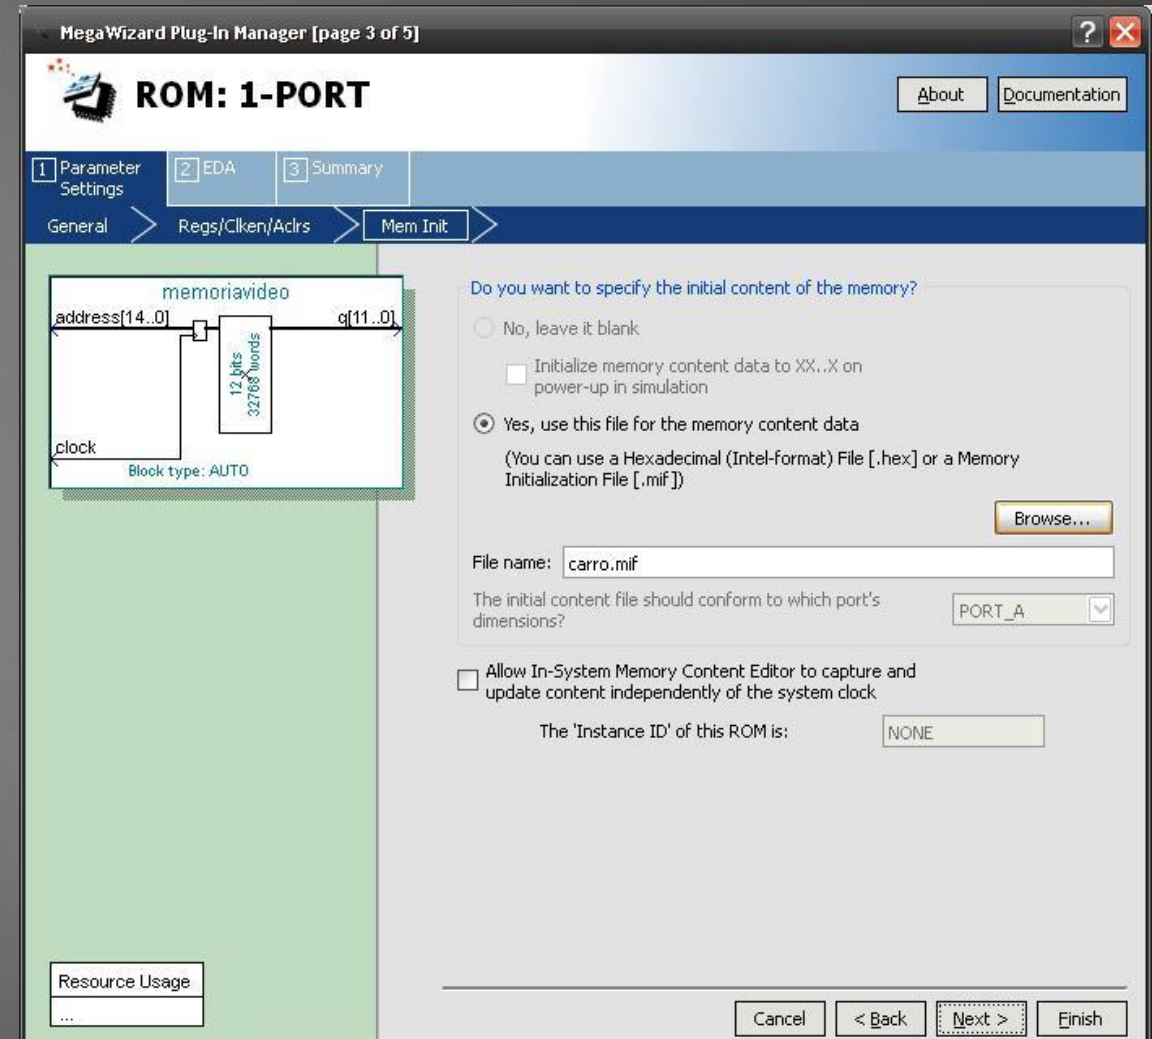 MegaWizard Plug-In Manager [page 3 of 5]
?
ROM: 1-PORT
About
Documentation
1 Parameter
Settings
2 EDA
3 Summary
General
Regs/Clken/Aclrs
Mem Init
memoriavideo
address[14..0]
q[11..0]
12 bits
32768 words
clock
Block type: AUTO
Do you want to specify the initial content of the memory?
No, leave it blank
Initialize memory content data to XX..X on
power-up in simulation
Yes, use this file for the memory content data
(You can use a Hexadecimal (Intel-format) File [.hex] or a Memory
Initialization File [.mif])
Browse...
File name: carro.mif
The initial content file should conform to which port's
dimensions?
PORT_A
Allow In-System Memory Content Editor to capture and
update content independently of the system clock
The 'Instance ID' of this ROM is:
NONE
Resource Usage
...
Cancel
< Back
Next >
Finish